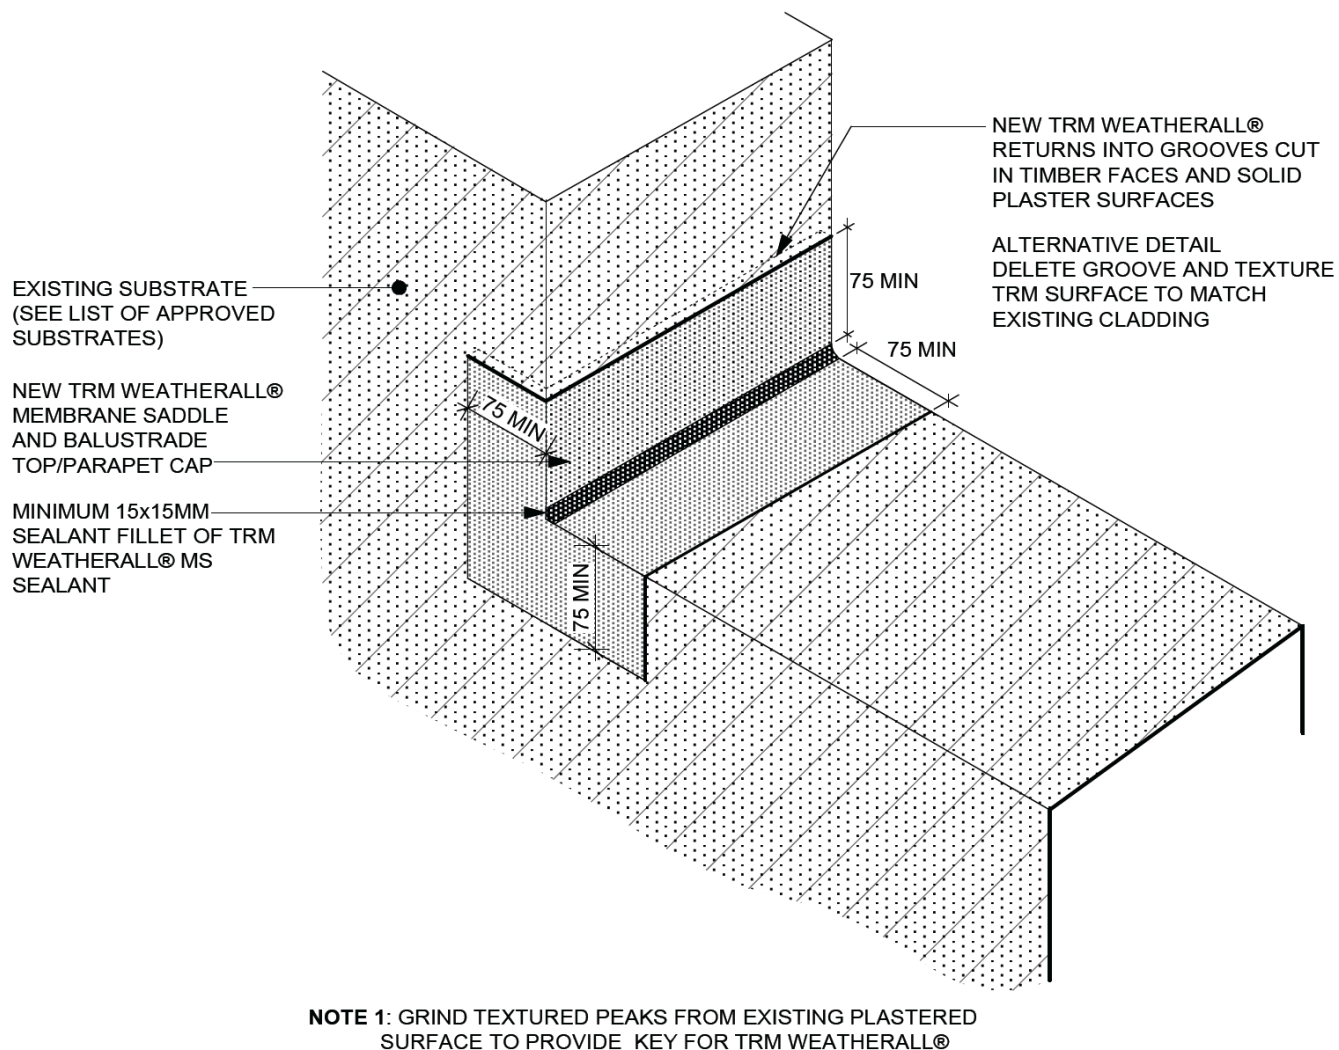 NEW TRM WEATHERALL®
RETURNS INTO GROOVES CUT
IN TIMBER FACES AND SOLID
PLASTER SURFACES
ALTERNATIVE DETAIL
DELETE GROOVE AND TEXTURE
TRM SURFACE TO MATCH
EXISTING CLADDING
75 MIN
75 MIN
EXISTING SUBSTRATE
(SEE LIST OF APPROVED
SUBSTRATES)
NEW TRM WEATHERALL®
MEMBRANE SADDLE
AND BALUSTRADE
TOP/PARAPET CAP
75 MIN
MINIMUM 15x15MM
SEALANT FILLET OF TRM
WEATHERALL® MS
SEALANT
75 MIN
NOTE 1: GRIND TEXTURED PEAKS FROM EXISTING PLASTERED
SURFACE TO PROVIDE KEY FOR TRM WEATHERALL®